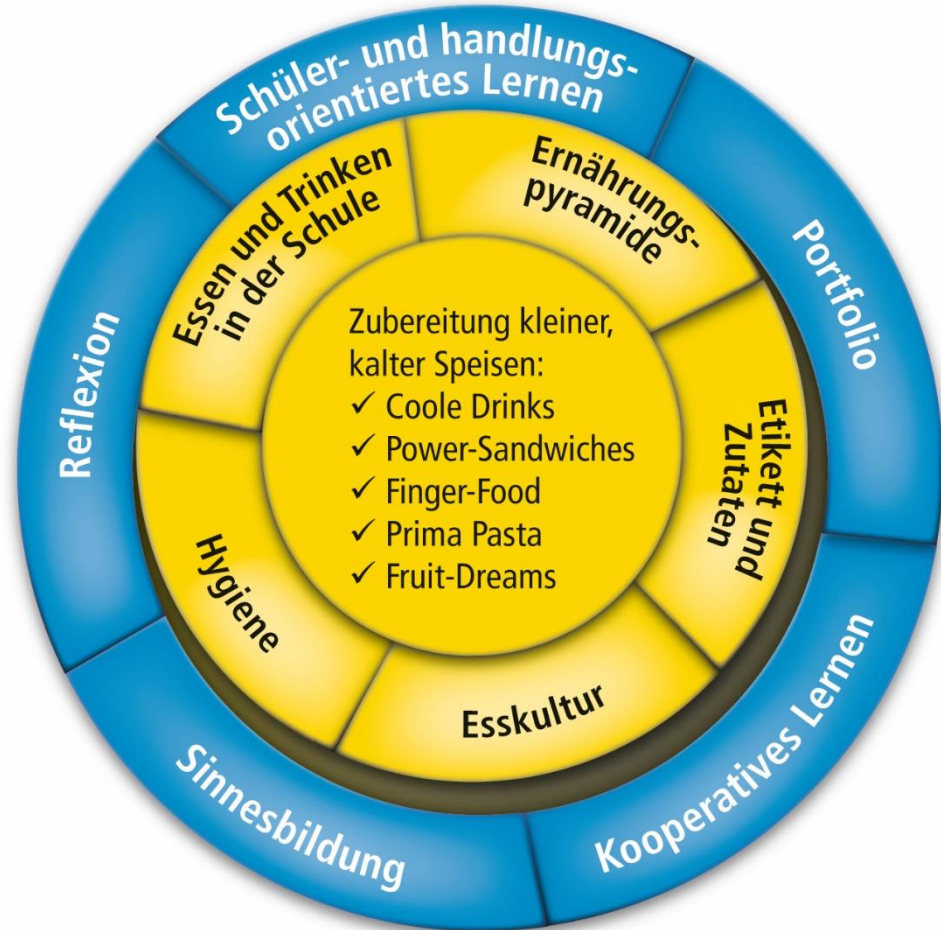 Schüler- und handlungs-
orientiertes Lernen
Portfolio
Kooperatives Lernen
Sinnesbildung
Reflexion
Essen und Trinken
in der Schule
Ernährungs-
pyramide
Etikett und
Zutaten
Esskultur
Hygiene
Zubereitung kleiner,
kalter Speisen:
✓ Coole Drinks
✓ Power-Sandwiches
✓ Finger-Food
✓ Prima Pasta
✓ Fruit-Dreams